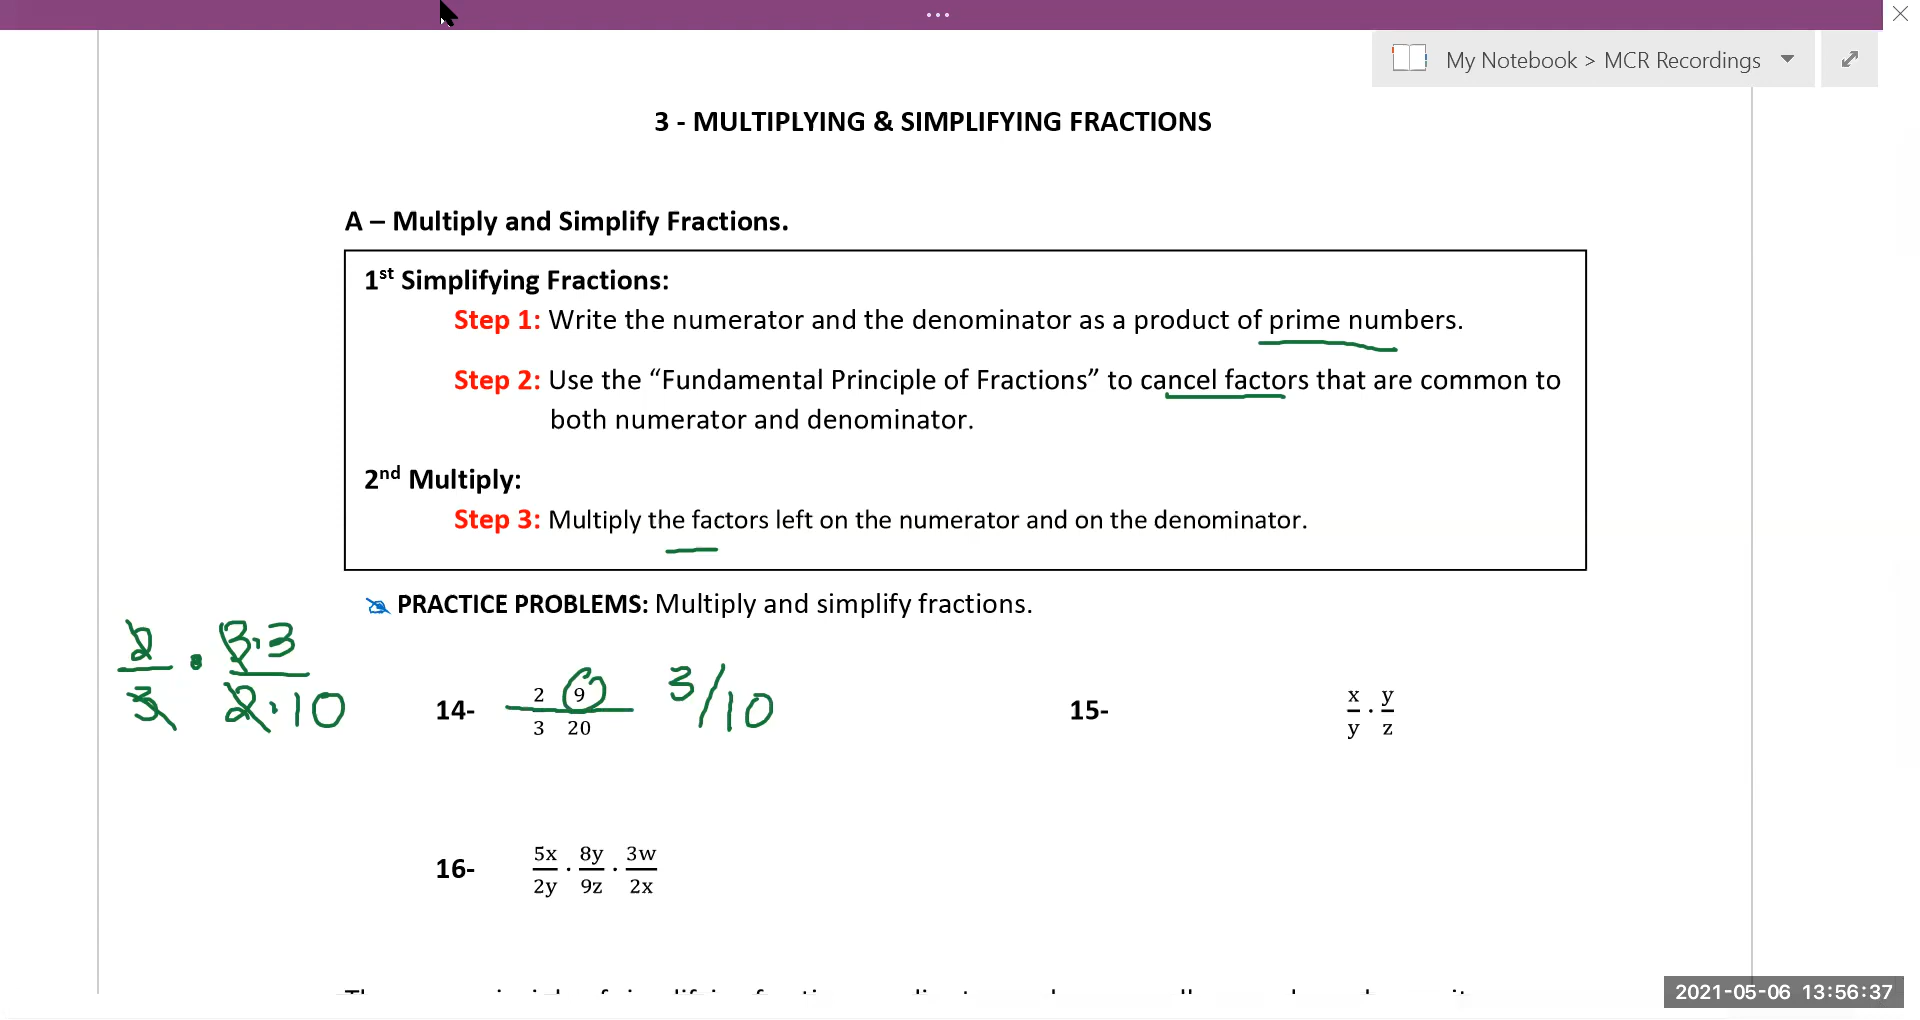 ...
My Notebook > MCR Recordings
3 - MULTIPLYING & SIMPLIFYING FRACTIONS
A – Multiply and Simplify Fractions.
1st Simplifying Fractions:
Step 1: Write the numerator and the denominator as a product of prime numbers.
Step 2: Use the “Fundamental Principle of Fractions” to cancel factors that are common to
both numerator and denominator.
2nd Multiply:
Step 3: Multiply the factors left on the numerator and on the denominator.
PRACTICE PROBLEMS: Multiply and simplify fractions.
2/3 · 3·3/2·10
14- 2 9 / 3 20 3/10
15- x/y · y/z
16- 5x/2y · 8y/9z · 3w/2x
2021-05-06 13:56:37